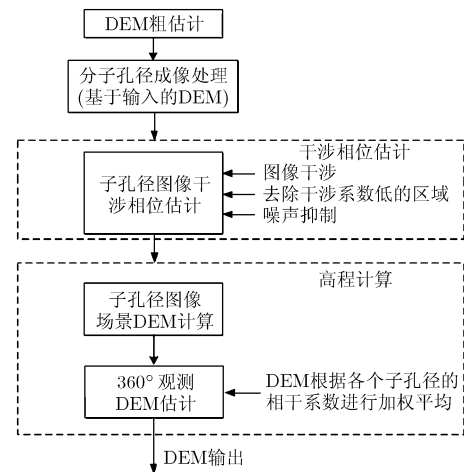 DEM粗估计
分子孔径成像处理
(基于输入的DEM)
干涉相位估计
子孔径图像干
涉相位估计
图像干涉
去除干涉系数低的区域
噪声抑制
高程计算
子孔径图像
场景DEM计算
360° 观测
DEM估计
DEM根据各个子孔径的
相干系数进行加权平均
DEM输出